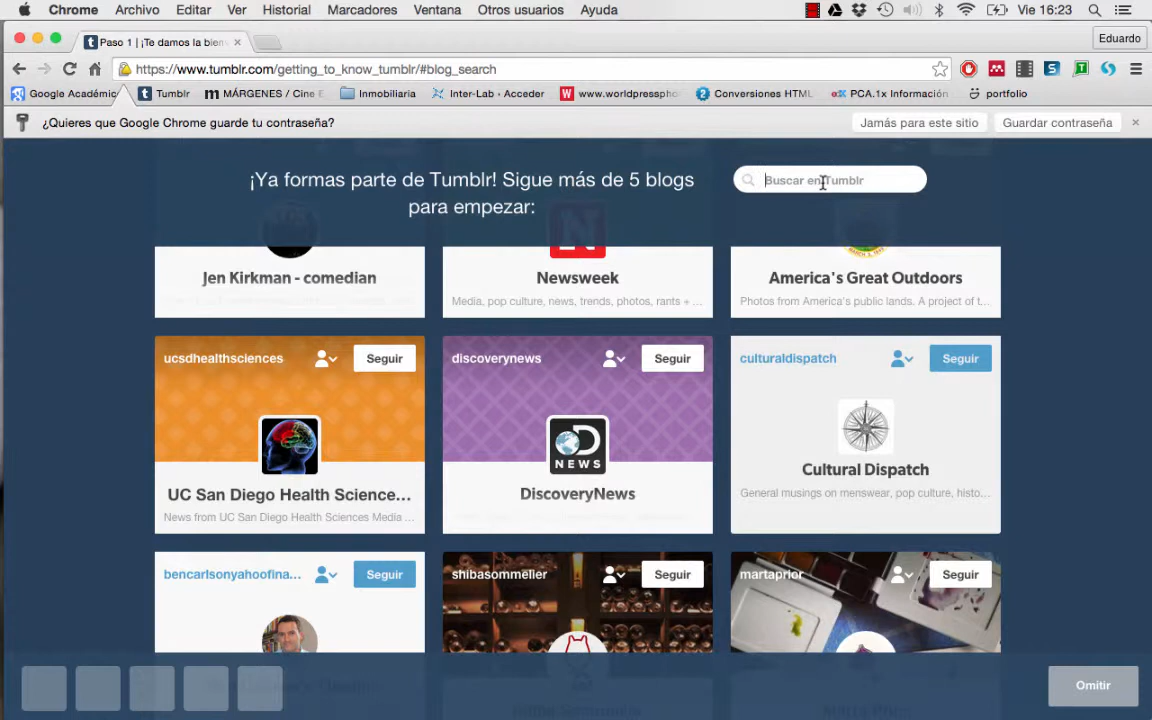 Chrome Archivo Editar Ver Historial Marcadores Ventana Otros usuarios Ayuda Vie 16:23
Paso 1 | ¡Te damos la bien Eduardo
https://www.tumblr.com/getting_to_know_tumblr/#blog_search
Google Académic Tumblr MÁRGENES / Cine E Inmobiliaria Inter-Lab · Acceder www.worldpressph Conversiones HTML PCA.1x Información portfolio
¿Quieres que Google Chrome guarde tu contraseña? Jamás para este sitio Guardar contraseña
¡Ya formas parte de Tumblr! Sigue más de 5 blogs
para empezar:
Buscar en Tumblr
Jen Kirkman - comedian Newsweek America's Great Outdoors
Media, pop culture, news, trends, photos, rants + ... Photos from America's public lands. A project of t...
ucsdhealthsciences Seguir discoverynews Seguir culturaldispatch Seguir
NEWS
UC San Diego Health Science... DiscoveryNews Cultural Dispatch
News from UC San Diego Health Sciences Media ... General musings on menswear, pop culture, histo...
bencarlsonyahoofina... Seguir shibasommelier Seguir martaprior Seguir
Omitir